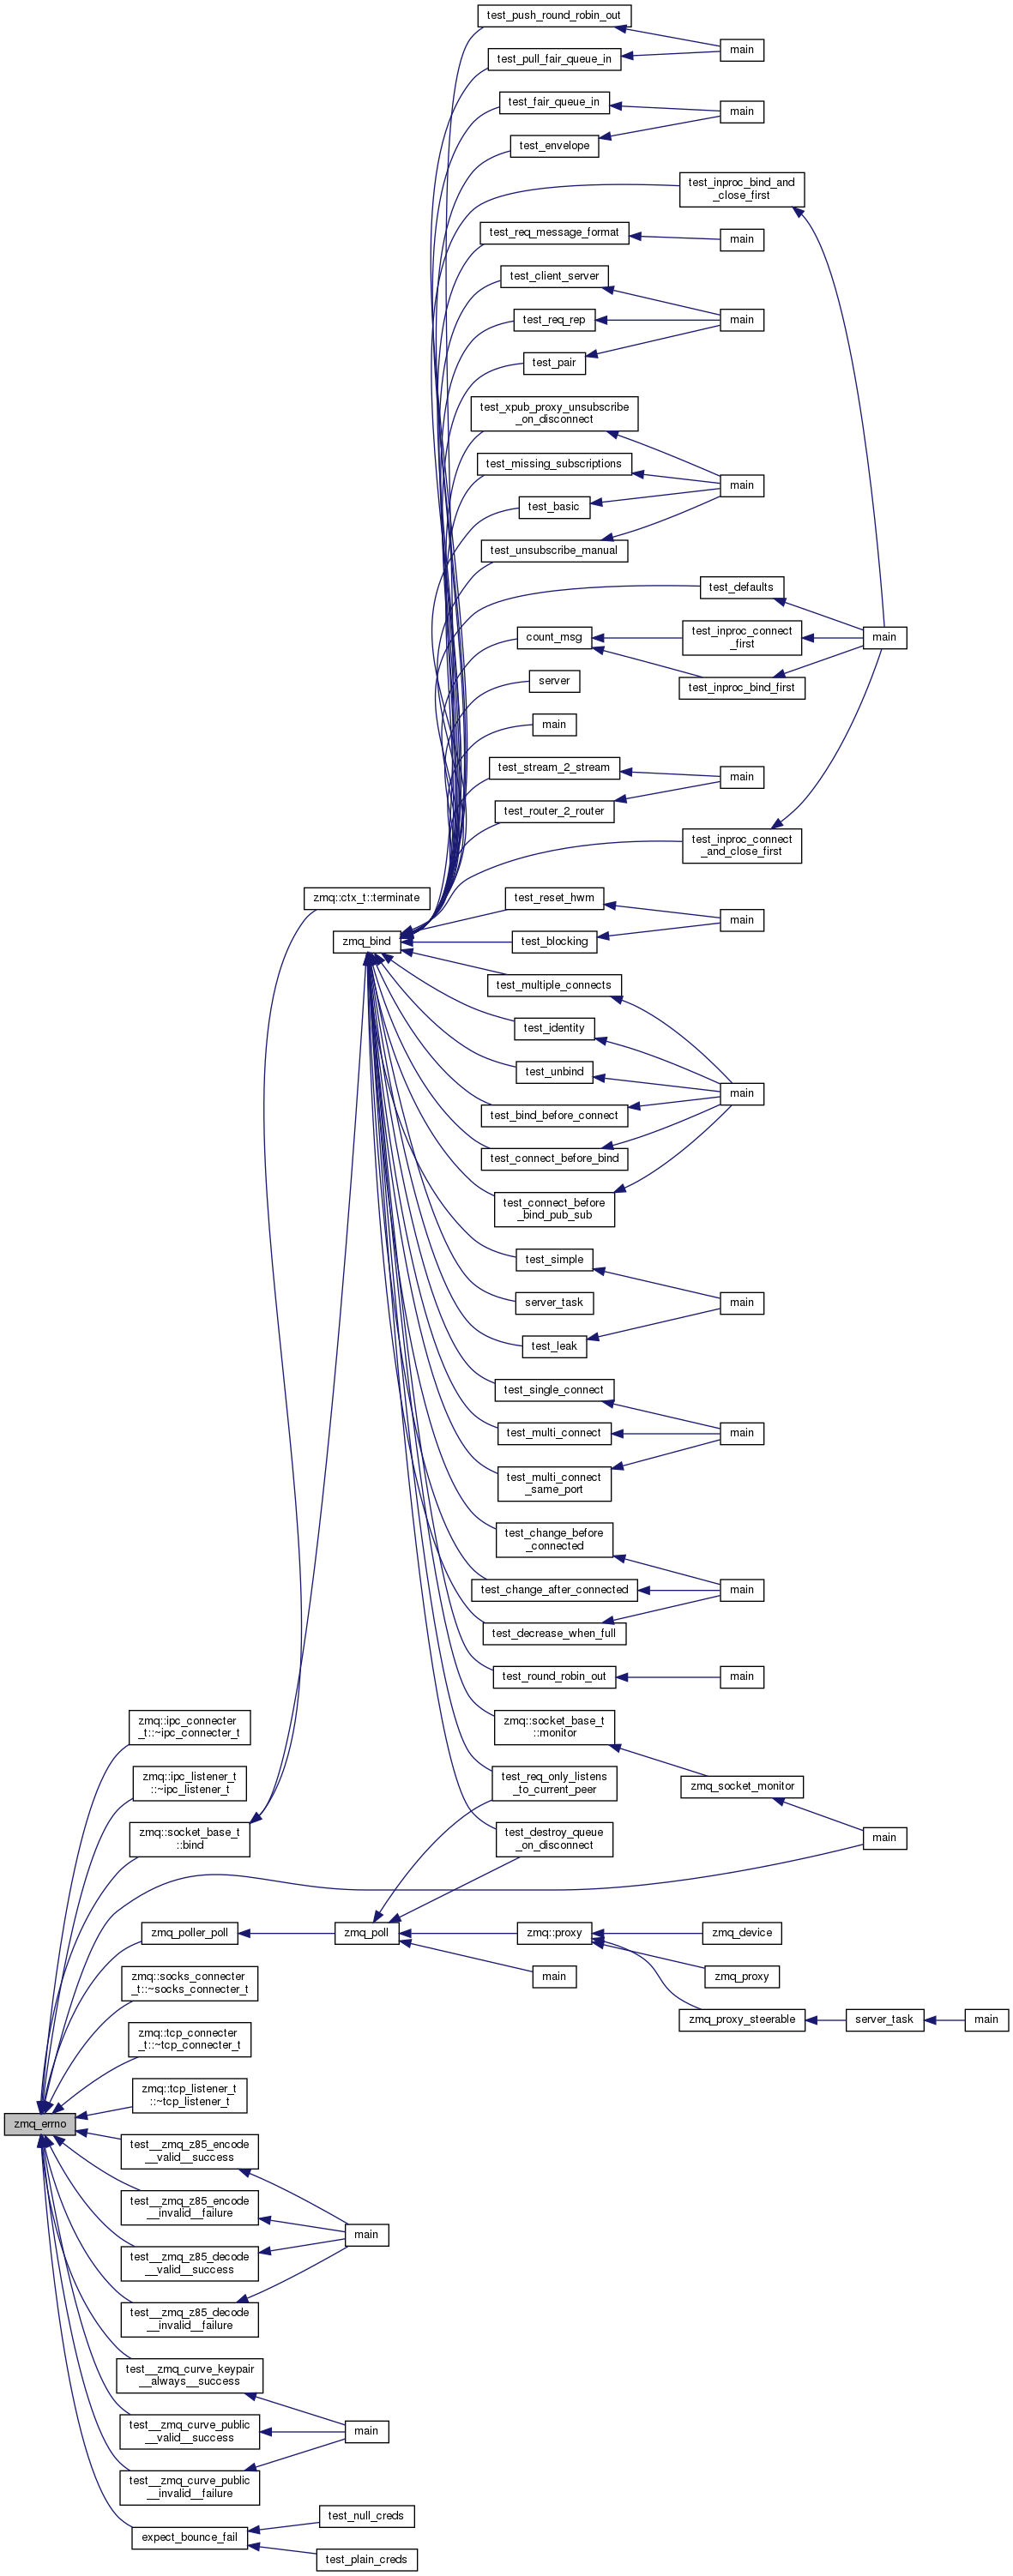 test_push_round_robin_out
main
test_pull_fair_queue_in
test_fair_queue_in
main
test_envelope
test_inproc_bind_and
_close_first
test_req_message_format
main
test_client_server
test_req_rep
main
test_pair
test_xpub_proxy_unsubscribe
_on_disconnect
test_missing_subscriptions
main
test_basic
test_unsubscribe_manual
test_defaults
count_msg
test_inproc_connect
_first
main
server
test_inproc_bind_first
main
test_stream_2_stream
main
test_router_2_router
test_inproc_connect
_and_close_first
zmq::ctx_t::terminate
test_reset_hwm
main
zmq_bind
test_blocking
test_multiple_connects
test_identity
test_unbind
main
test_bind_before_connect
test_connect_before_bind
test_connect_before
_bind_pub_sub
test_simple
server_task
main
test_leak
test_single_connect
test_multi_connect
main
test_multi_connect
_same_port
test_change_before
_connected
test_change_after_connected
main
test_decrease_when_full
test_round_robin_out
main
zmq::ipc_connecter
_t::~ipc_connecter_t
zmq::socket_base_t
::monitor
zmq::ipc_listener_t
::~ipc_listener_t
test_req_only_listens
_to_current_peer
zmq_socket_monitor
zmq::socket_base_t
::bind
test_destroy_queue
_on_disconnect
main
zmq_poller_poll
zmq_poll
zmq::proxy
zmq_device
zmq::socks_connecter
_t::~socks_connecter_t
main
zmq_proxy
zmq_proxy_steerable
server_task
main
zmq::tcp_connecter
_t::~tcp_connecter_t
zmq::tcp_listener_t
::~tcp_listener_t
zmq_errno
test__zmq_z85_encode
__valid__success
test__zmq_z85_encode
__invalid__failure
main
test__zmq_z85_decode
__valid__success
test__zmq_z85_decode
__invalid__failure
test__zmq_curve_keypair
__always__success
test__zmq_curve_public
__valid__success
main
test__zmq_curve_public
__invalid__failure
test_null_creds
expect_bounce_fail
test_plain_creds